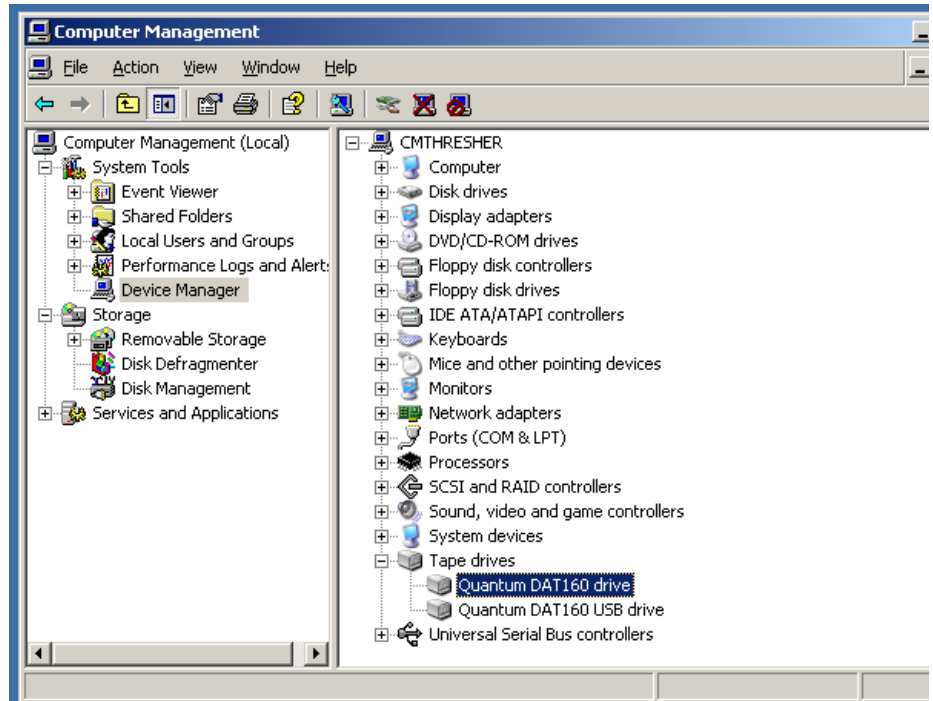 Computer Management
File Action View Window Help
Computer Management (Local)
System Tools
Event Viewer
Shared Folders
Local Users and Groups
Performance Logs and Alert:
Device Manager
Storage
Removable Storage
Disk Defragmenter
Disk Management
Services and Applications
CMTHRESHER
Computer
Disk drives
Display adapters
DVD/CD-ROM drives
Floppy disk controllers
Floppy disk drives
IDE ATA/ATAPI controllers
Keyboards
Mice and other pointing devices
Monitors
Network adapters
Ports (COM & LPT)
Processors
SCSI and RAID controllers
Sound, video and game controllers
System devices
Tape drives
Quantum DAT160 drive
Quantum DAT160 USB drive
Universal Serial Bus controllers